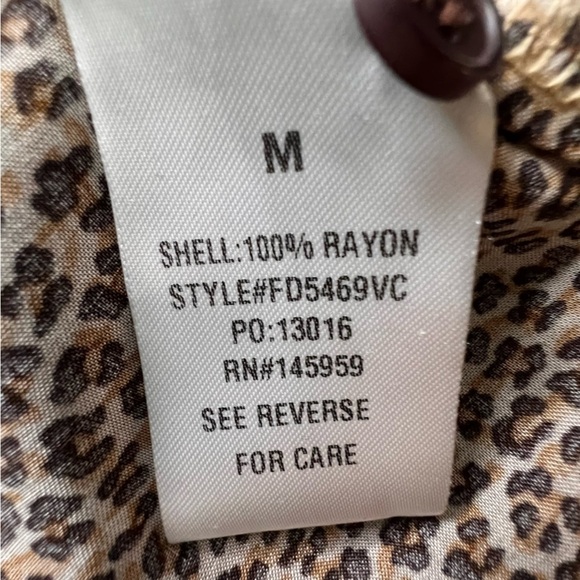 M
SHELL:100% RAYON
STYLE#FD5469VC
PO:13016
RN#145959
SEE REVERSE
FOR CARE